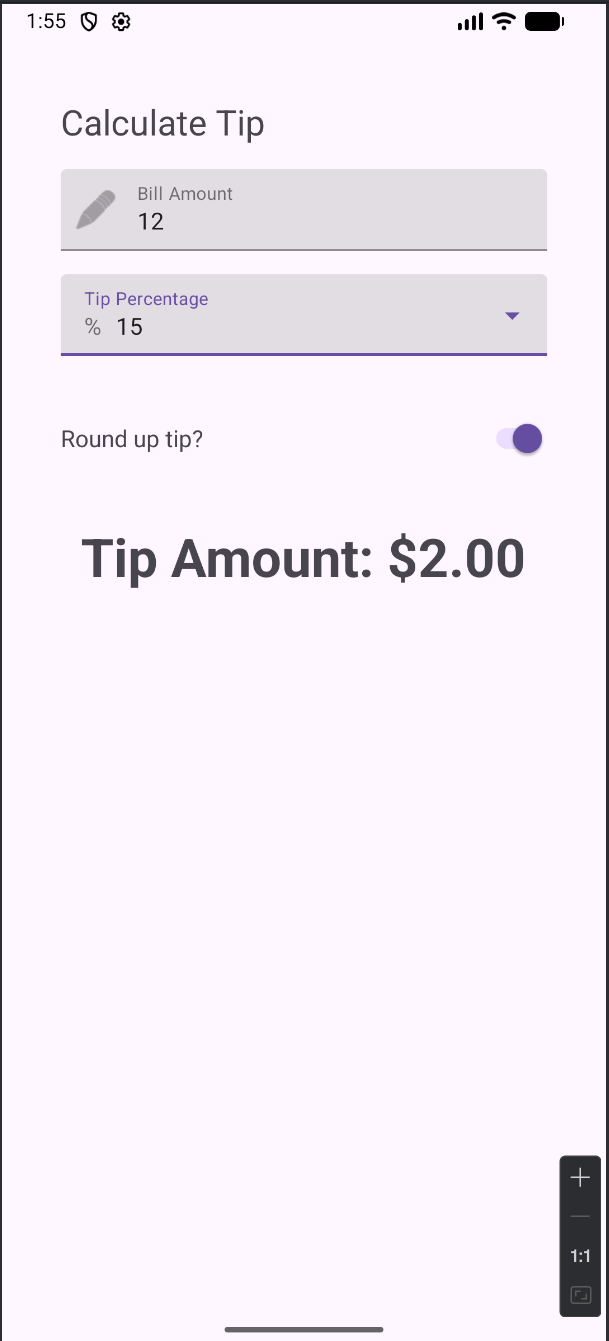 1:55
Calculate Tip
Bill Amount
12
Tip Percentage
% 15
Round up tip?
Tip Amount: $2.00
1:1